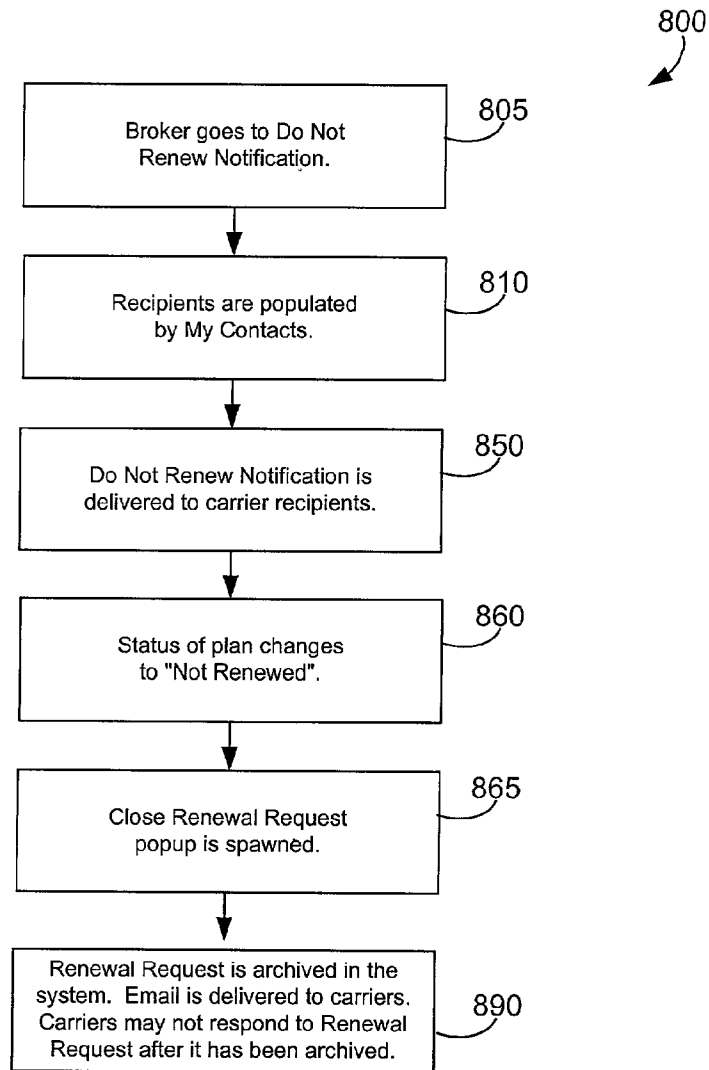 800
805
Broker goes to Do Not
Renew Notification.
810
Recipients are populated
by My Contacts.
850
Do Not Renew Notification is
delivered to carrier recipients.
860
Status of plan changes
to "Not Renewed".
865
Close Renewal Request
popup is spawned.
Renewal Request is archived in the
system. Email is delivered to carriers.
Carriers may not respond to Renewal
Request after it has been archived.
890